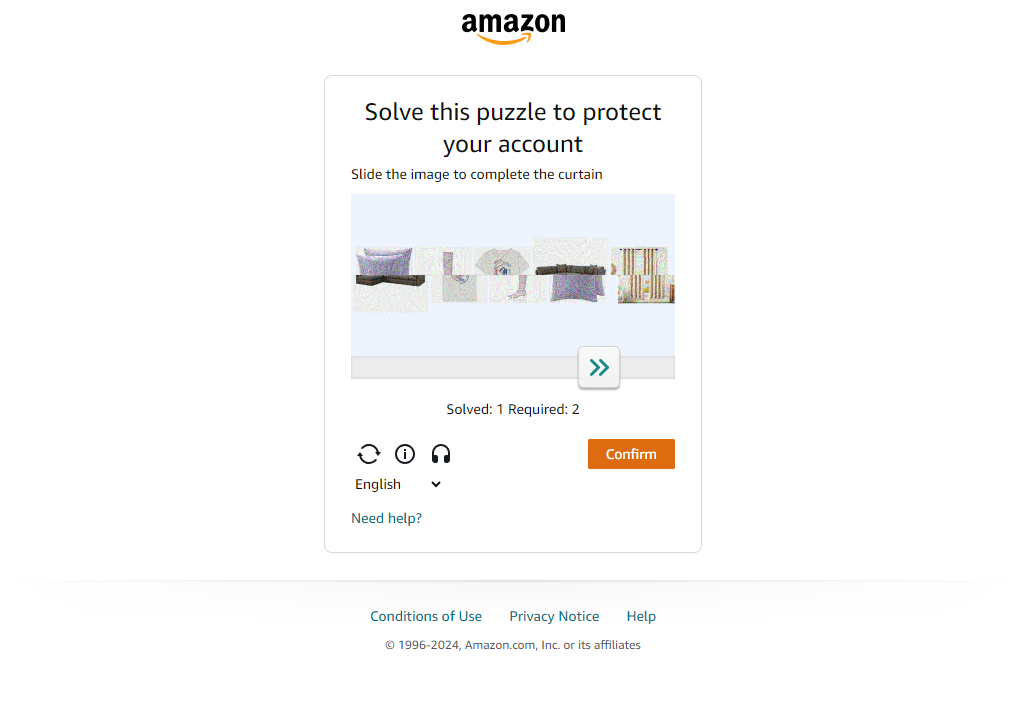 amazon
Solve this puzzle to protect
your account
Slide the image to complete the curtain
Solved: 1 Required: 2
Confirm
English
Need help?
Conditions of Use Privacy Notice Help
© 1996-2024, Amazon.com, Inc. or its affiliates